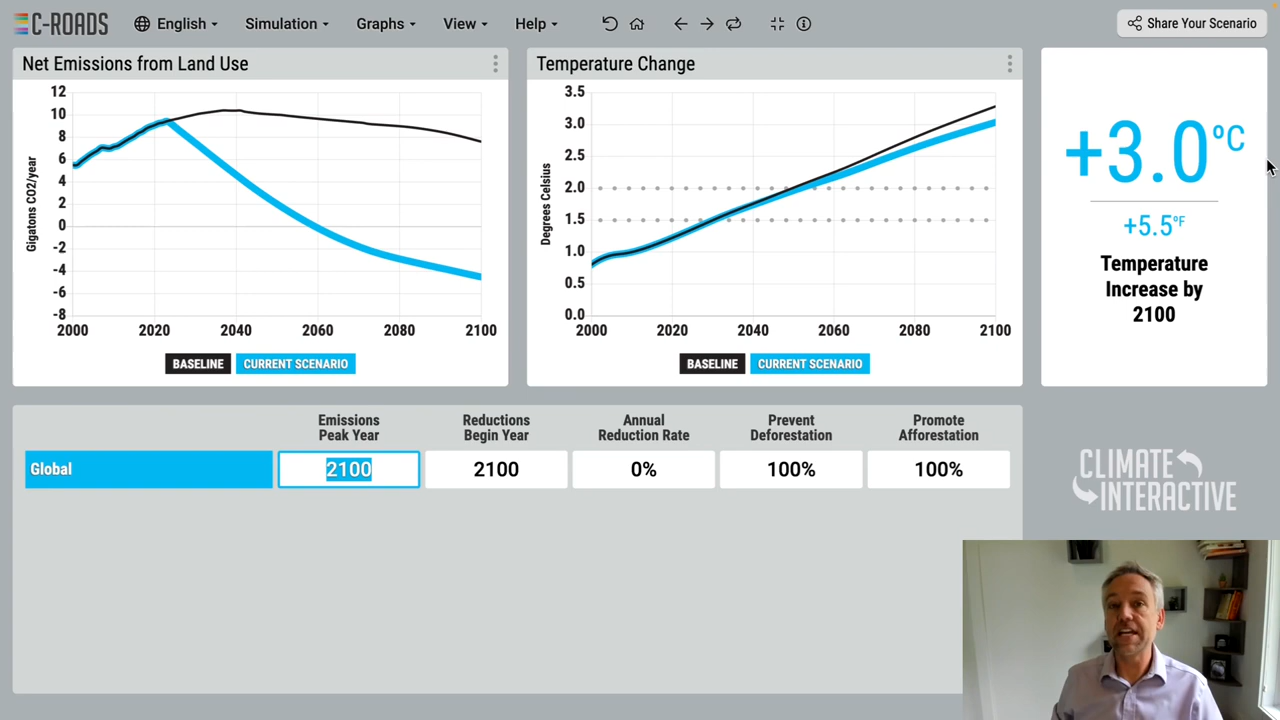 C-ROADS
English
Simulation
Graphs
View
Help
Share Your Scenario
Net Emissions from Land Use
12
10
8
6
4
2
0
-2
-4
-6
-8
Gigatons CO2/year
2000 2020 2040 2060 2080 2100
BASELINE CURRENT SCENARIO
Temperature Change
3.5
3.0
2.5
2.0
1.5
1.0
0.5
0.0
Degrees Celsius
2000 2020 2040 2060 2080 2100
BASELINE CURRENT SCENARIO
+3.0ºC
+5.5ºF
Temperature
Increase by
2100
Emissions
Peak Year
Reductions
Begin Year
Annual
Reduction Rate
Prevent
Deforestation
Promote
Afforestation
Global 2100 2100 0% 100% 100%
CLIMATE
INTERACTIVE